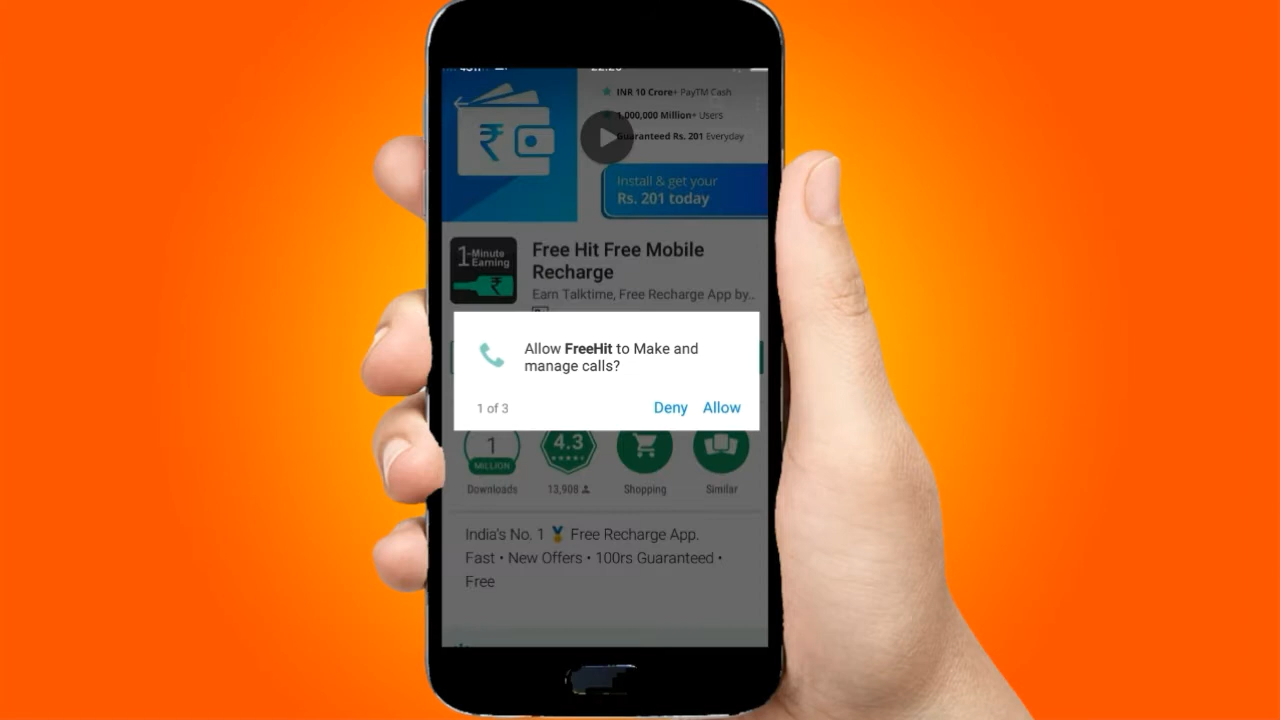 INR 10 Crore+ PayTM Cash
1,000,000 Million+ Users
Guaranteed Rs. 201 Everyday
Install & get your
Rs. 201 today
1-Minute
Earning
Free Hit Free Mobile
Recharge
Earn Talktime, Free Recharge App by..
Allow FreeHit to Make and
manage calls?
1 of 3
Deny Allow
1 4.3
MILLION
Downloads 13,908 Shopping Similar
India's No. 1 🏅 Free Recharge App.
Fast • New Offers • 100rs Guaranteed •
Free